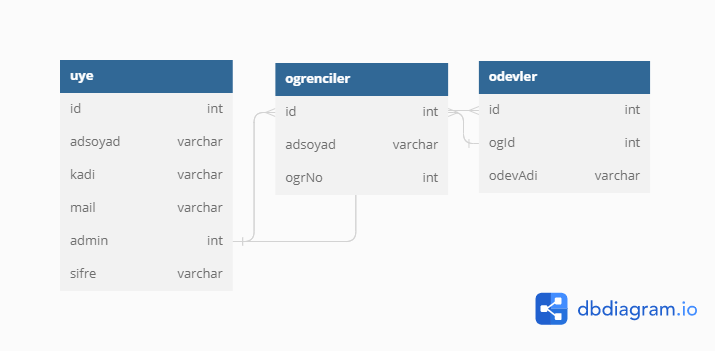 uye
id int
adsoyad varchar
kadi varchar
mail varchar
admin int
sifre varchar
ogrenciler
id int
adsoyad varchar
ogrNo int
odevler
id int
ogId int
odevAdi varchar
dbdiagram.io